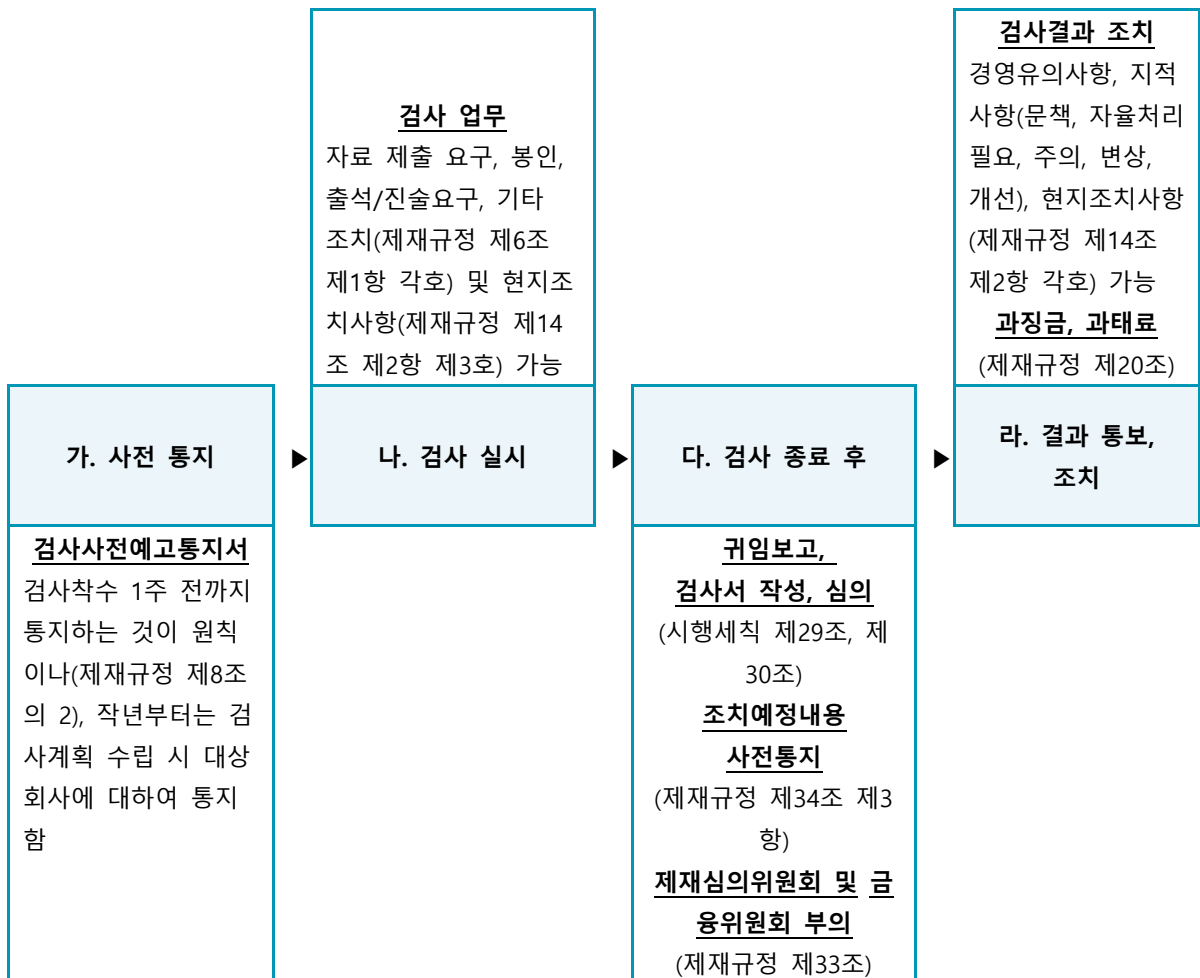 검사 업무
자료 제출 요구, 봉인,
출석/진술요구, 기타
조치(제재규정 제6조
제1항 각호) 및 현지조
치사항(제재규정 제14
조 제2항 제3호) 가능
검사결과 조치
경영유의사항, 지적
사항(문책, 자율처리
필요, 주의, 변상,
개선), 현지조치사항
(제재규정 제14조
제2항 각호) 가능
과징금, 과태료
(제재규정 제20조)
가. 사전 통지
▶
나. 검사 실시
▶
다. 검사 종료 후
▶
라. 결과 통보,
조치
검사사전예고통지서
검사착수 1주 전까지
통지하는 것이 원칙
이나(제재규정 제8조
의 2), 작년부터는 검
사계획 수립 시 대상
회사에 대하여 통지
함
귀임보고,
검사서 작성, 심의
(시행세칙 제29조, 제
30조)
조치예정내용
사전통지
(제재규정 제34조 제3
항)
제재심의위원회 및 금
융위원회 부의
(제재규정 제33조)